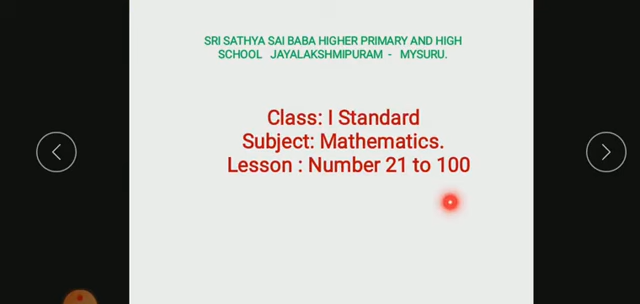 SRI SATHYA SAI BABA HIGHER PRIMARY AND HIGH
SCHOOL JAYALAKSHMIPURAM - MYSURU.
Class: I Standard
Subject: Mathematics.
Lesson : Number 21 to 100